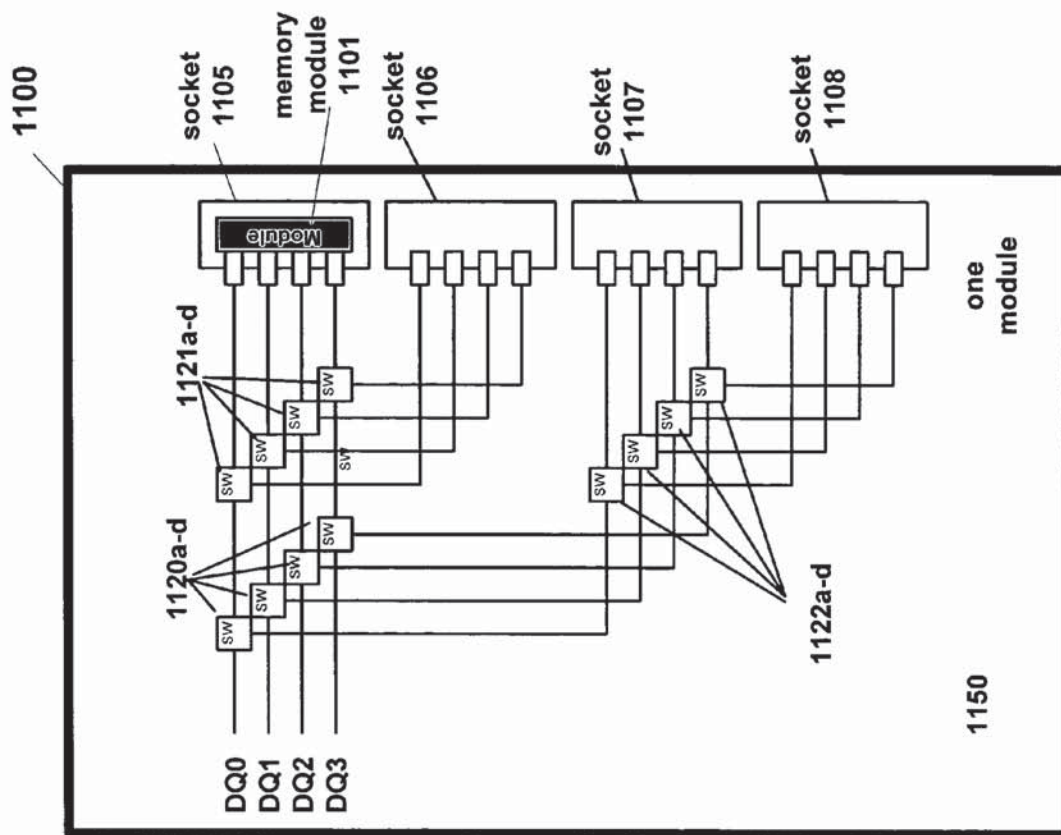 1100
socket
1105
memory
module
1101
socket
1106
socket
1107
socket
1108
Module
1121a-d
SW
SW
SW
SW
SW
1120a-d
SW
SW
SW
SW
SW
SW
SW
SW
1122a-d
DQ0
DQ1
DQ2
DQ3
one
module
1150